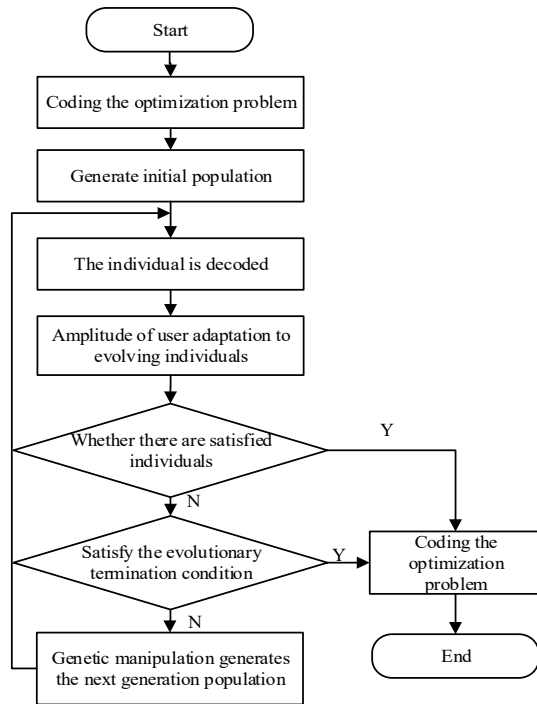 Start
Coding the optimization problem
Generate initial population
The individual is decoded
Amplitude of user adaptation to
evolving individuals
Whether there are satisfied
individuals
Y
N
Satisfy the evolutionary
termination condition
Y
Coding the
optimization
problem
N
Genetic manipulation generates
the next generation population
End